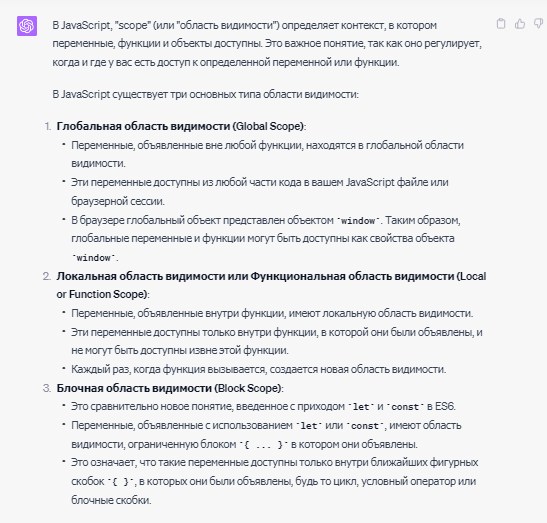 В JavaScript, "scope" (или "область видимости") определяет контекст, в котором
переменные, функции и объекты доступны. Это важное понятие, так как оно регулирует,
когда и где у вас есть доступ к определенной переменной или функции.
В JavaScript существует три основных типа области видимости:
1. Глобальная область видимости (Global Scope):
• Переменные, объявленные вне любой функции, находятся в глобальной области
видимости.
• Эти переменные доступны из любой части кода в вашем JavaScript файле или
браузерной сессии.
• В браузере глобальный объект представлен объектом `window`. Таким образом,
глобальные переменные и функции могут быть доступны как свойства объекта
`window`.
2. Локальная область видимости или Функциональная область видимости (Local
or Function Scope):
• Переменные, объявленные внутри функции, имеют локальную область видимости.
• Эти переменные доступны только внутри функции, в которой они были объявлены, и
не могут быть доступны извне этой функции.
• Каждый раз, когда функция вызывается, создается новая область видимости.
3. Блочная область видимости (Block Scope):
• Это сравнительно новое понятие, введенное с приходом `let` и `const` в ES6.
• Переменные, объявленные с использованием `let` или `const`, имеют область
видимости, ограниченную блоком `{ ... }` в котором они объявлены.
• Это означает, что такие переменные доступны только внутри ближайших фигурных
скобок `{ }`, в которых они были объявлены, будь то цикл, условный оператор или
блочные скобки.